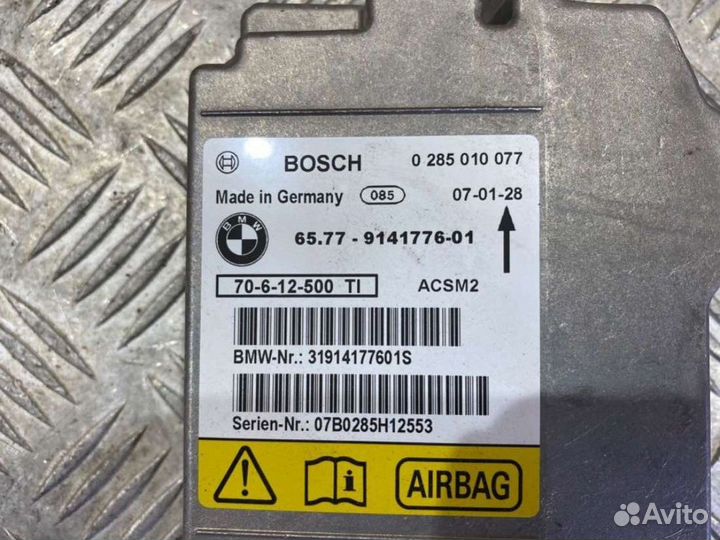 BOSCH 0 285 010 077
Made in Germany 085 07-01-28
BMW
65.77 - 9141776-01
70-6-12-500 TI ACSM2
BMW-Nr.: 31914177601S
Serien-Nr.: 07B0285H12553
! i AIRBAG
Avito